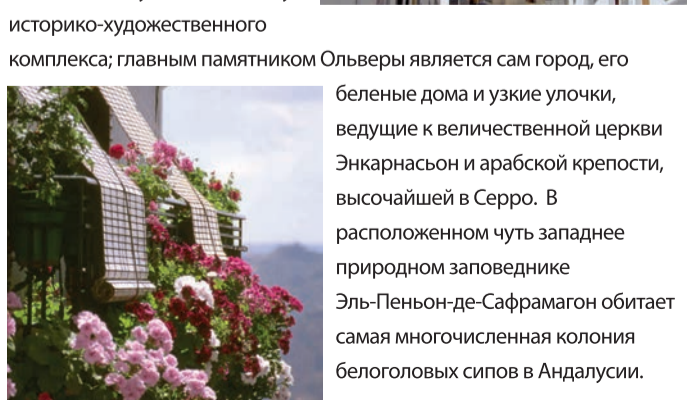 историко-художественного
комплекса; главным памятником Ольверы является сам город, его
беленые дома и узкие улочки,
ведущие к величественной церкви
Энкарнасьон и арабской крепости,
высочайшей в Серро. В
расположенном чуть западнее
природном заповеднике
Эль-Пеньон-де-Сафрамагон обитает
самая многочисленная колония
белоголовых сипов в Андалусии.